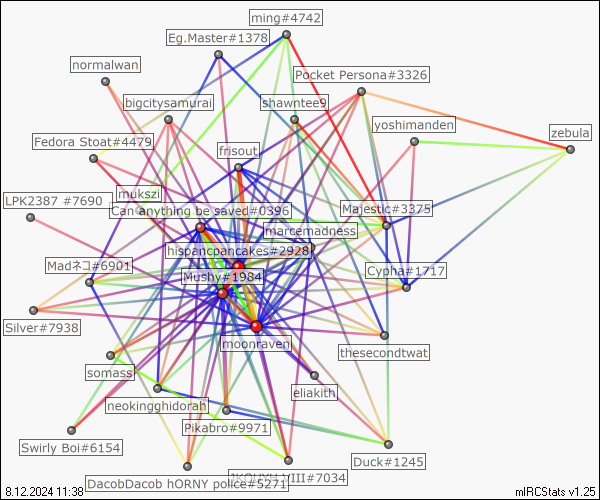 ming#4742
Eg.Master#1378
normalwan
Pocket Persona#3326
bigcitysamurai
shawntee9
yoshimanden
zebula
Fedora Stoat#4479
frisout
mukszi
LPK2387 #7690
Can anything be saved#0396
Majestic#3375
marcemadness
hispancpancakes#2928
Madネコ#6901
Mushy#1984
Cypha#1717
Silver#7938
moonravenj
thesecondtwat
somass
eliakith
neokingghidorah
Pikabro#9971
Swirly Boi#6154
Duck#1245
VIII#7034
DacobDacob hORNY police#5271
8.12.2024 11:38
mIRCStats v1.25